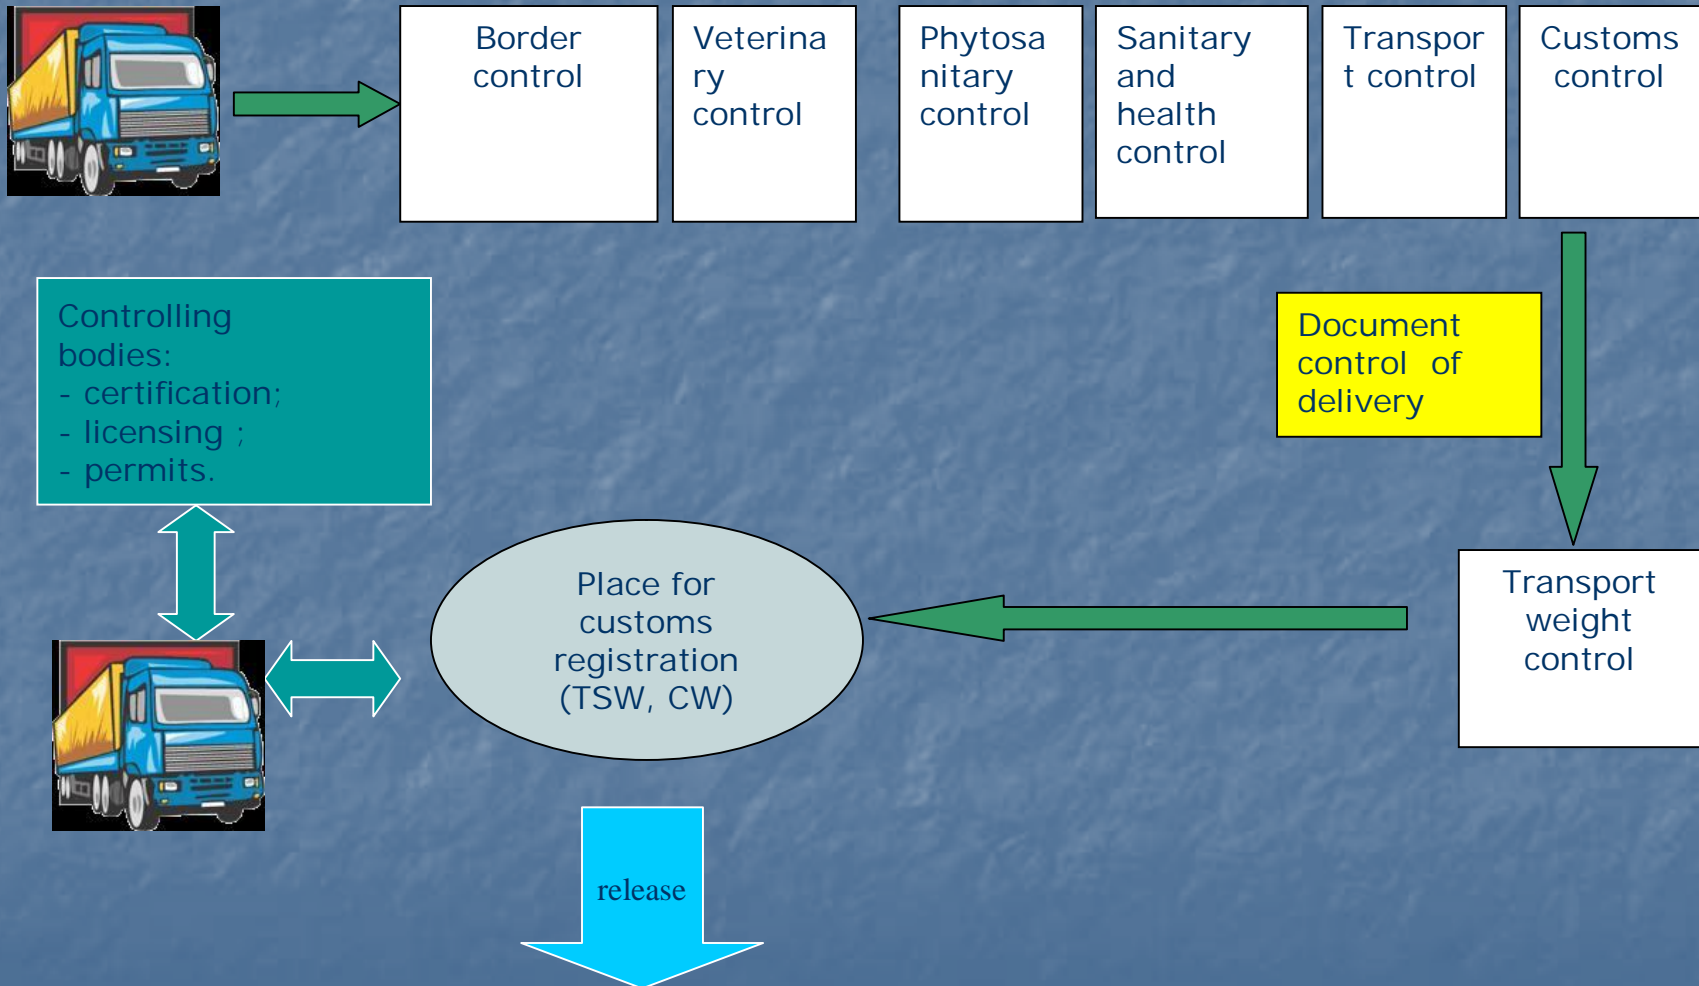 Border
control
Veterina
ry
control
Phytosa
nitary
control
Sanitary
and
health
control
Transpor
t control
Customs
control
Controlling
bodies:
- certification;
- licensing ;
- permits.
Document
control of
delivery
Place for
customs
registration
(TSW, CW)
Transport
weight
control
release